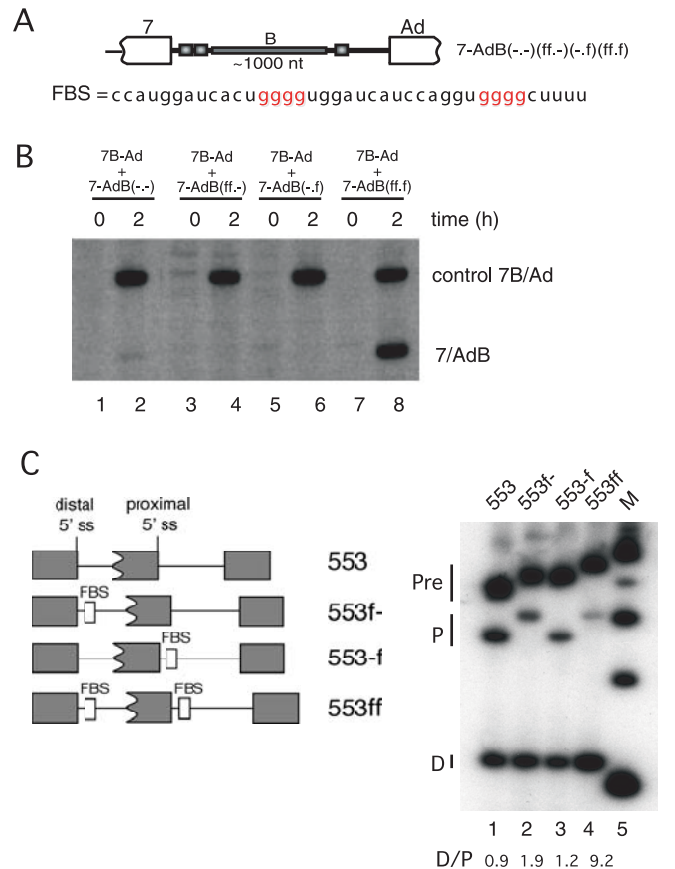 A
7 B Ad
~1000 nt
7-AdB(-.-)(ff.-)(-.f)(ff.f)
FBS = ccauggaucacuggggugga​ucauccagguggggcuuuu
B
7B-Ad + 7-AdB(-.-)
7B-Ad + 7-AdB(ff.-)
7B-Ad + 7-AdB(-.f)
7B-Ad + 7-AdB(ff.f)
0 2 0 2 0 2 0 2 time (h)
control 7B/Ad
7/AdB
1 2 3 4 5 6 7 8
C
distal 5' ss
proximal 5' ss
553
FBS
553f-
FBS
553-f
FBS FBS
553ff
553 553f- 553-f 553ff M
Pre
P
D
1 2 3 4 5
D/P 0.9 1.9 1.2 9.2